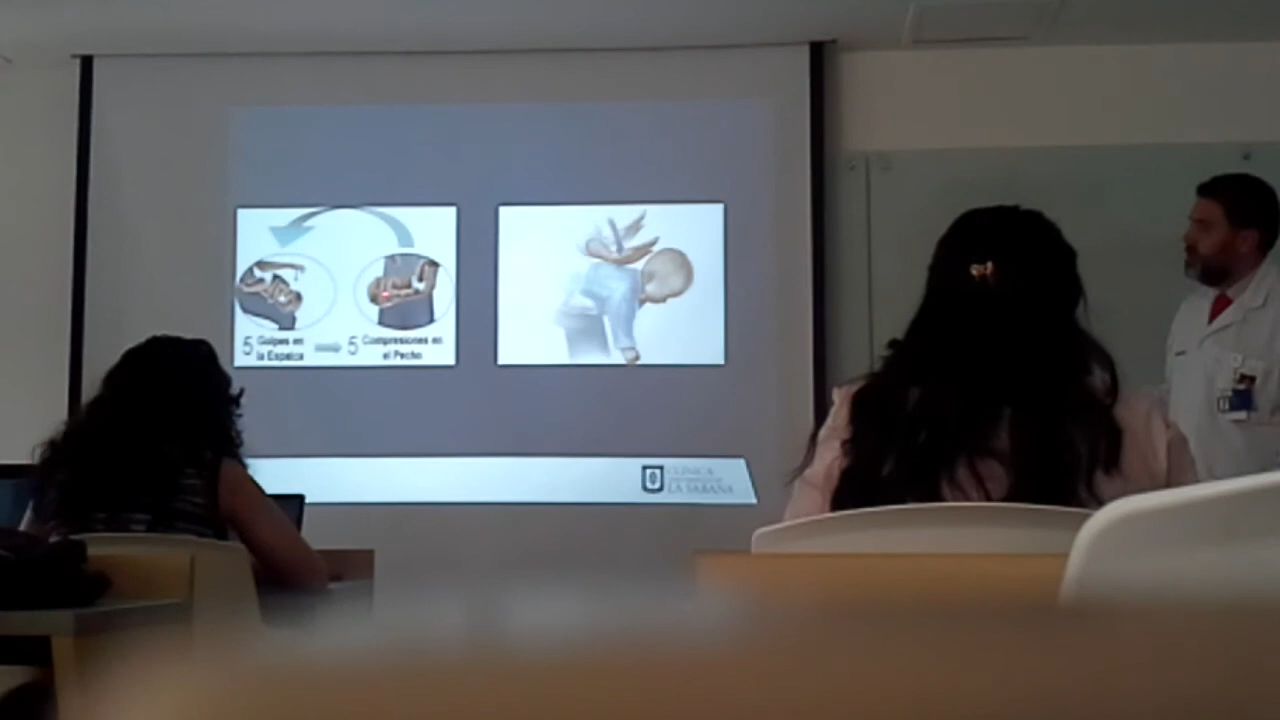 5 Golpes en
la Espalda
5 Compresiones en
el Pecho
CLÍNICA
LA SABANA